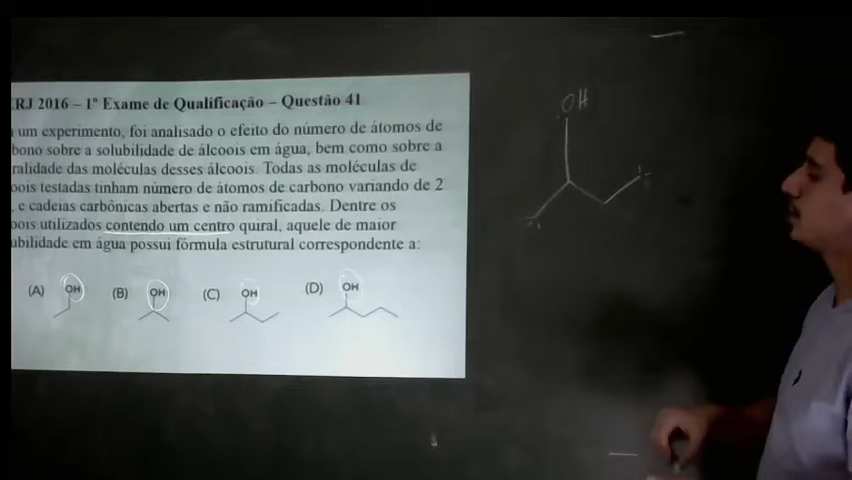 RJ 2016 – 1º Exame de Qualificação – Questão 41
um experimento, foi analisado o efeito do número de átomos de
bono sobre a solubilidade de álcoois em água, bem como sobre a
ralidade das moléculas desses álcoois. Todas as moléculas de
oois testadas tinham número de átomos de carbono variando de 2
e cadeias carbônicas abertas e não ramificadas. Dentre os
oois utilizados contendo um centro quiral, aquele de maior
ubilidade em água possui fórmula estrutural correspondente a:
(A) OH (B) OH (C) OH (D) OH
OH